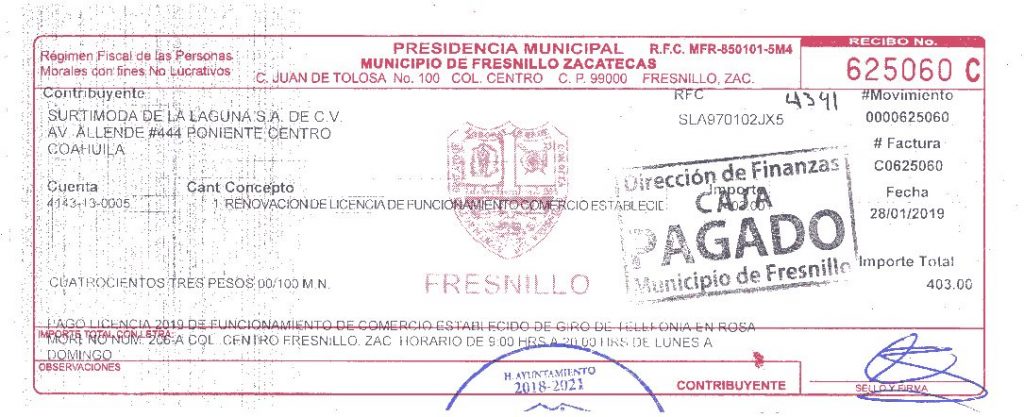 Régimen Fiscal de las Personas
Morales con fines No Lucrativos
PRESIDENCIA MUNICIPAL R.F.C. MFR-850101-5M4
MUNICIPIO DE FRESNILLO ZACATECAS
C. JUAN DE TOLOSA No. 100 COL. CENTRO C. P. 99000 FRESNILLO, ZAC.
RECIBO No.
625060 C
Contribuyente
SURTIMODA DE LA LAGUNA S.A. DE C.V.
AV. ALLENDE #444 PONIENTE CENTRO
COAHUILA
RFC
4341
SLA970102JX5
#Movimiento
0000625060
# Factura
C0625060
Fecha
28/01/2019
Cuenta Cant Concepto Importe
4143-13-0005 1 RENOVACION DE LICENCIA DE FUNCIONAMIENTO COMERCIO ESTABLECID
Dirección de Finanzas
CAJA
PAGADO
Municipio de Fresnillo
FRESNILLO
Importe Total
403.00
CUATROCIENTOS TRES PESOS 00/100 M.N.
PAGO LICENCIA 2019 DE FUNCIONAMIENTO DE COMERCIO ESTABLECIDO DE GIRO DE TELEFONIA EN ROSA
IMPORTE TOTAL CON LETRA
MORENO NUM. 206-A COL. CENTRO FRESNILLO, ZAC HORARIO DE 9:00 HRS A 20:00 HRS DE LUNES A
DOMINGO
OBSERVACIONES
H. AYUNTAMIENTO
2018-2021
CONTRIBUYENTE
SELLO Y FIRMA